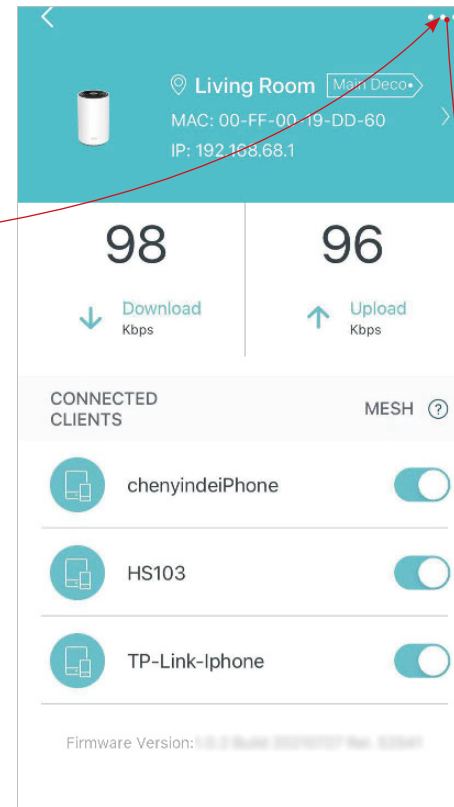 Living Room Main Deco
MAC: 00-FF-00-19-DD-60
IP: 192.168.68.1
98 96
Download Upload
Kbps Kbps
CONNECTED
CLIENTS
MESH ?
chenyindeiPhone
HS103
TP-Link-Iphone
Firmware Version: